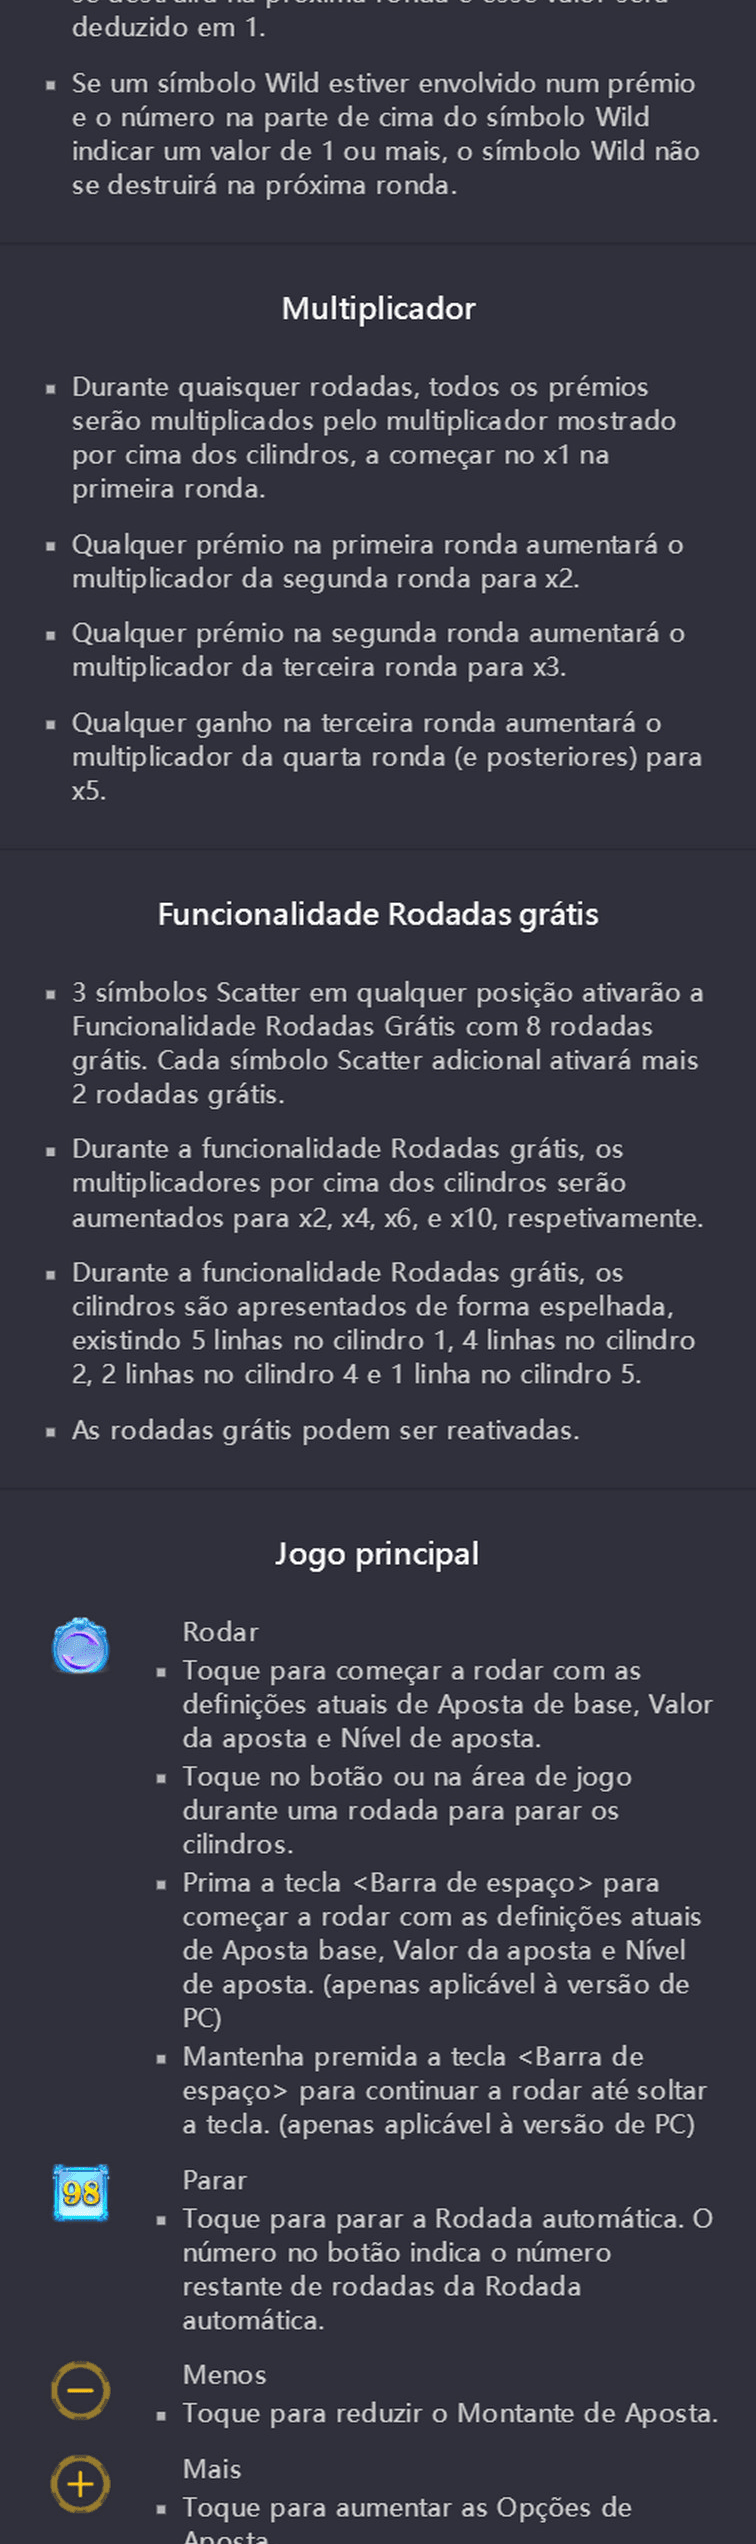 deduzido em 1.
Se um símbolo Wild estiver envolvido num prémio
e o número na parte de cima do símbolo Wild
indicar um valor de 1 ou mais, o símbolo Wild não
se destruirá na próxima ronda.
Multiplicador
Durante quaisquer rodadas, todos os prémios
serão multiplicados pelo multiplicador mostrado
por cima dos cilindros, a começar no x1 na
primeira ronda.
Qualquer prémio na primeira ronda aumentará o
multiplicador da segunda ronda para x2.
Qualquer prémio na segunda ronda aumentará o
multiplicador da terceira ronda para x3.
Qualquer ganho na terceira ronda aumentará o
multiplicador da quarta ronda (e posteriores) para
x5.
Funcionalidade Rodadas grátis
3 símbolos Scatter em qualquer posição ativarão a
Funcionalidade Rodadas Grátis com 8 rodadas
grátis. Cada símbolo Scatter adicional ativará mais
2 rodadas grátis.
Durante a funcionalidade Rodadas grátis, os
multiplicadores por cima dos cilindros serão
aumentados para x2, x4, x6, e x10, respetivamente.
Durante a funcionalidade Rodadas grátis, os
cilindros são apresentados de forma espelhada,
existindo 5 linhas no cilindro 1, 4 linhas no cilindro
2, 2 linhas no cilindro 4 e 1 linha no cilindro 5.
As rodadas grátis podem ser reativadas.
Jogo principal
Rodar
Toque para começar a rodar com as
definições atuais de Aposta de base, Valor
da aposta e Nível de aposta.
Toque no botão ou na área de jogo
durante uma rodada para parar os
cilindros.
Prima a tecla <Barra de espaço> para
começar a rodar com as definições atuais
de Aposta base, Valor da aposta e Nível
de aposta. (apenas aplicável à versão de
PC)
Mantenha premida a tecla <Barra de
espaço> para continuar a rodar até soltar
a tecla. (apenas aplicável à versão de PC)
98
Parar
Toque para parar a Rodada automática. O
número no botão indica o número
restante de rodadas da Rodada
automática.
Menos
Toque para reduzir o Montante de Aposta.
Mais
Toque para aumentar as Opções de
Aposta